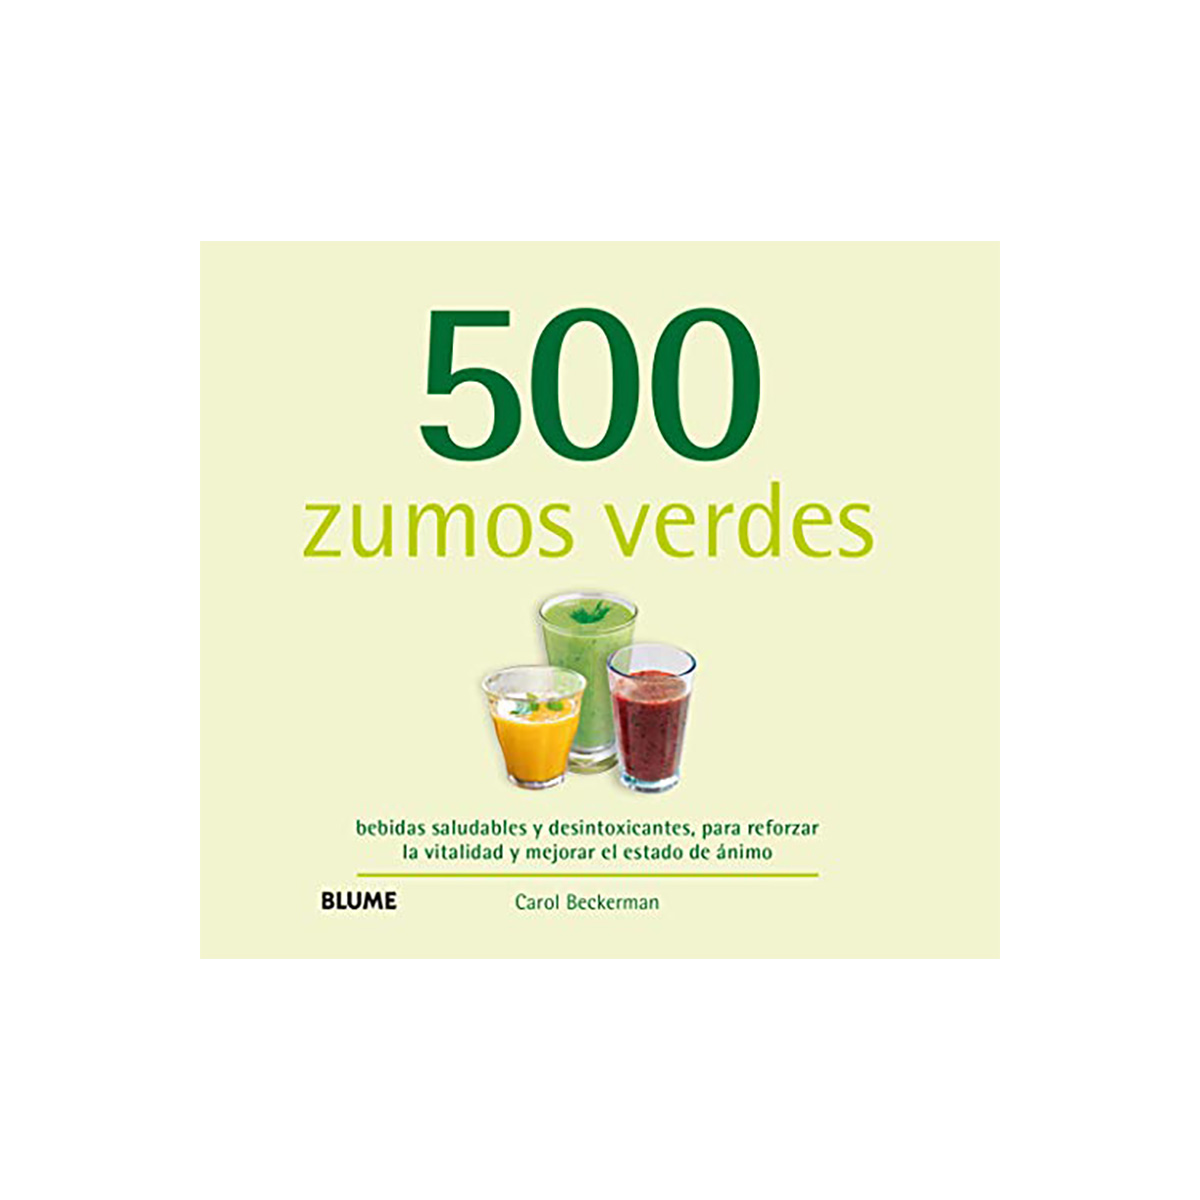 500
zumos verdes
bebidas saludables y desintoxicantes, para reforzar
la vitalidad y mejorar el estado de ánimo
BLUME
Carol Beckerman